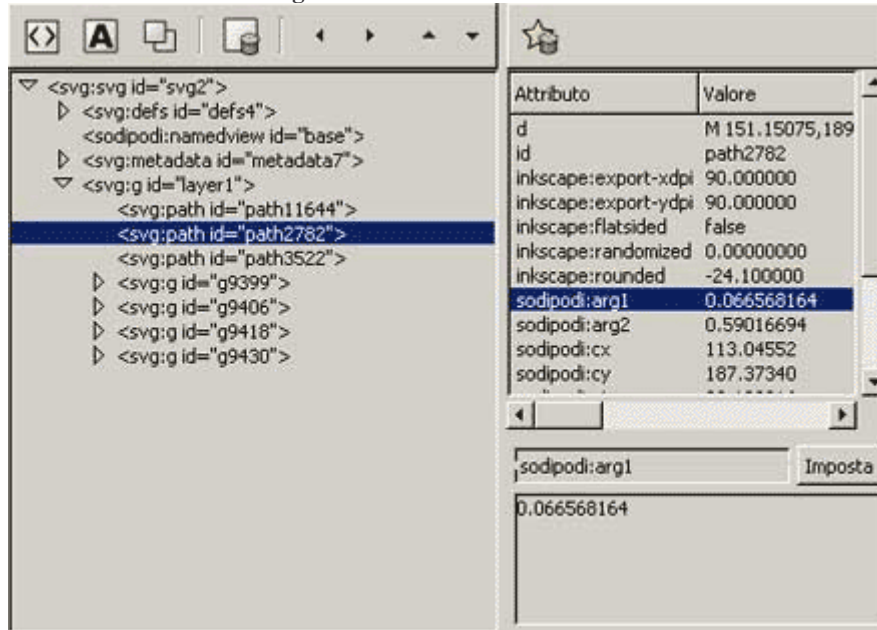 <svg:svg id="svg2">
<svg:defs id="defs4">
<sodipodi:namedview id="base">
<svg:metadata id="metadata7">
<svg:g id="layer1">
<svg:path id="path11644">
<svg:path id="path2782">
<svg:path id="path3522">
<svg:g id="g9399">
<svg:g id="g9406">
<svg:g id="g9418">
<svg:g id="g9430">
Attributo Valore
d M 151.15075,189
id path2782
inkscape:export-xdpi 90.000000
inkscape:export-ydpi 90.000000
inkscape:flatsided false
inkscape:randomized 0.00000000
inkscape:rounded -24.100000
sodipodi:arg1 0.066568164
sodipodi:arg2 0.59016694
sodipodi:cx 113.04552
sodipodi:cy 187.37340
sodipodi:arg1 Imposta
0.066568164